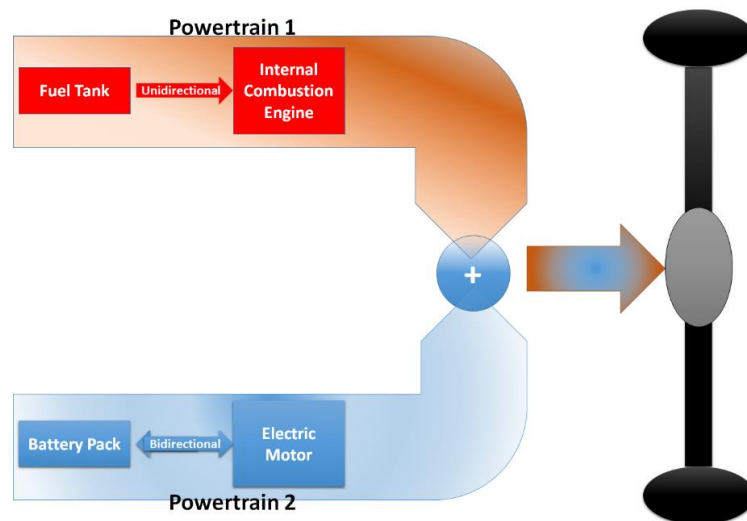 Powertrain 1
Fuel Tank
Unidirectional
Internal
Combustion
Engine
+
Battery Pack
Bidirectional
Electric
Motor
Powertrain 2